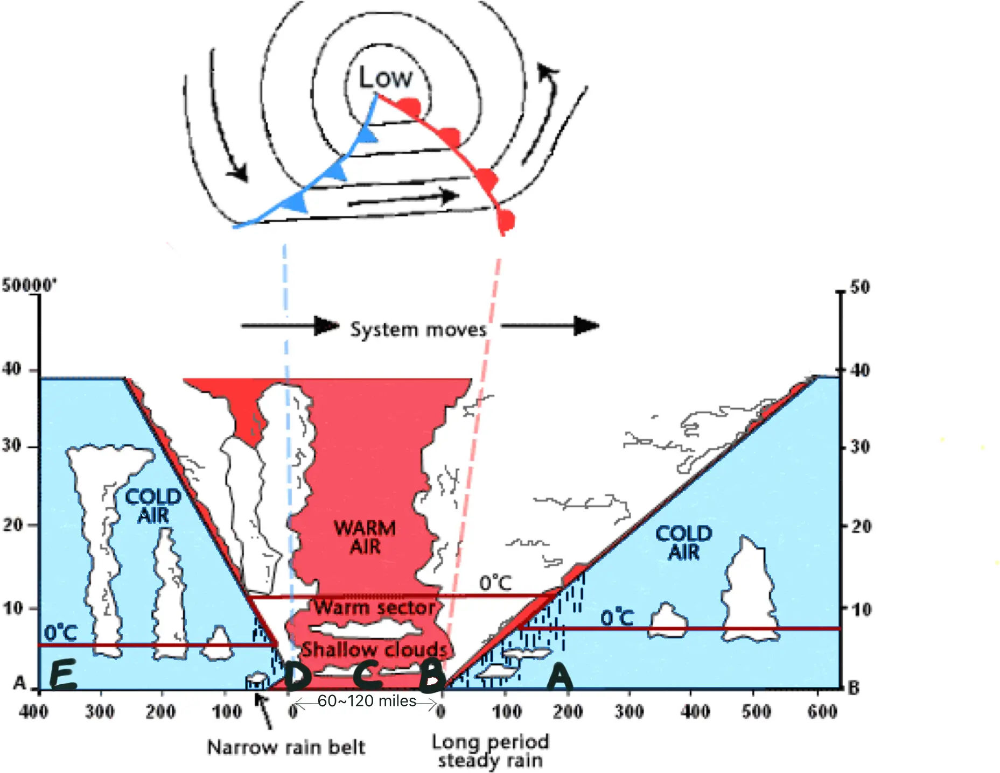 Low
50000'
50
System moves
40
40
30
30
COLD
AIR
20
WARM
AIR
COLD
AIR
20
0°C
10
Warm sector
0°C
10
0°C
Shallow clouds
E
D
C
B
A
A
B
60~120 miles
400 300 200 100 0 0 100 200 300 400 500 600
Narrow rain belt
Long period
steady rain